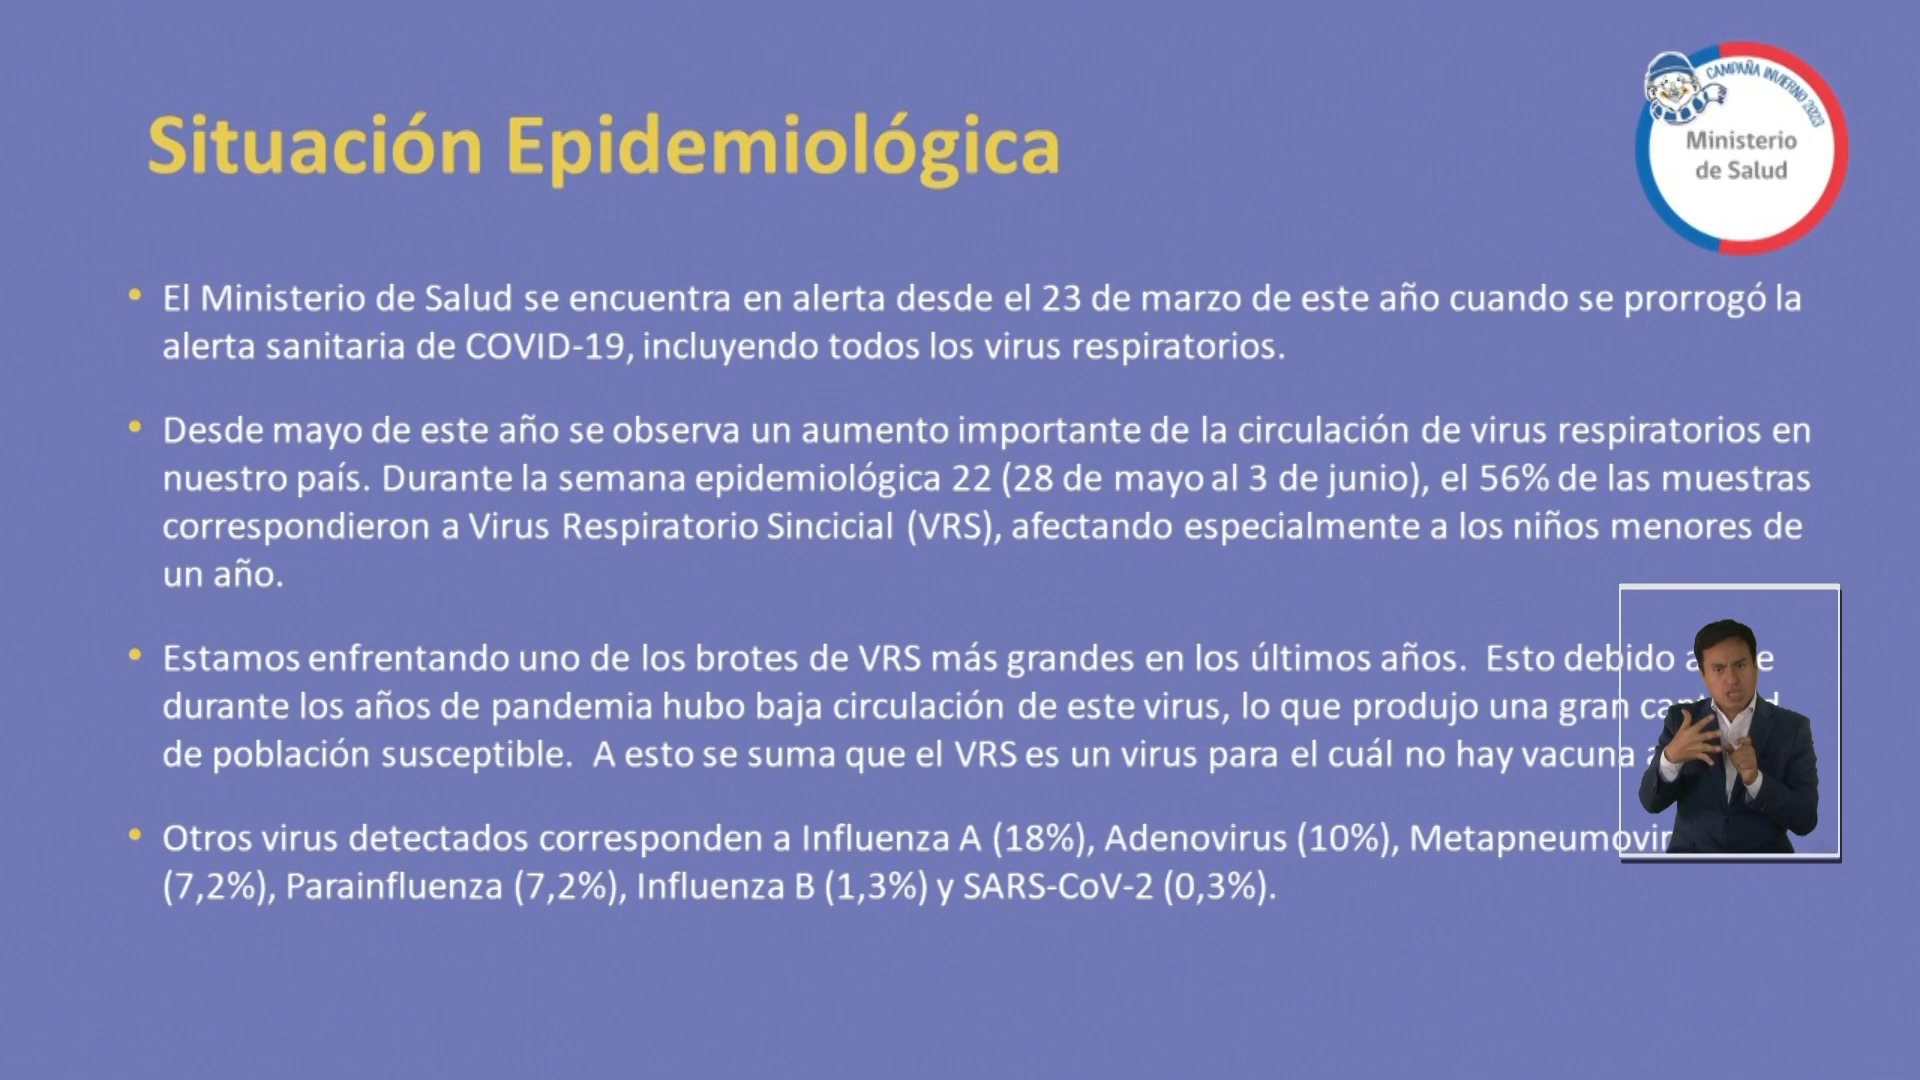 CAMPAÑA INVIERNO 2023
Ministerio
de Salud
Situación Epidemiológica
• El Ministerio de Salud se encuentra en alerta desde el 23 de marzo de este año cuando se prorrogó la
alerta sanitaria de COVID-19, incluyendo todos los virus respiratorios.
• Desde mayo de este año se observa un aumento importante de la circulación de virus respiratorios en
nuestro país. Durante la semana epidemiológica 22 (28 de mayo al 3 de junio), el 56% de las muestras
correspondieron a Virus Respiratorio Sincicial (VRS), afectando especialmente a los niños menores de
un año.
• Estamos enfrentando uno de los brotes de VRS más grandes en los últimos años. Esto debido a
durante los años de pandemia hubo baja circulación de este virus, lo que produjo una gran
de población susceptible. A esto se suma que el VRS es un virus para el cuál no hay vacuna
• Otros virus detectados corresponden a Influenza A (18%), Adenovirus (10%),
(7,2%), Parainfluenza (7,2%), Influenza B (1,3%) y SARS-CoV-2 (0,3%).